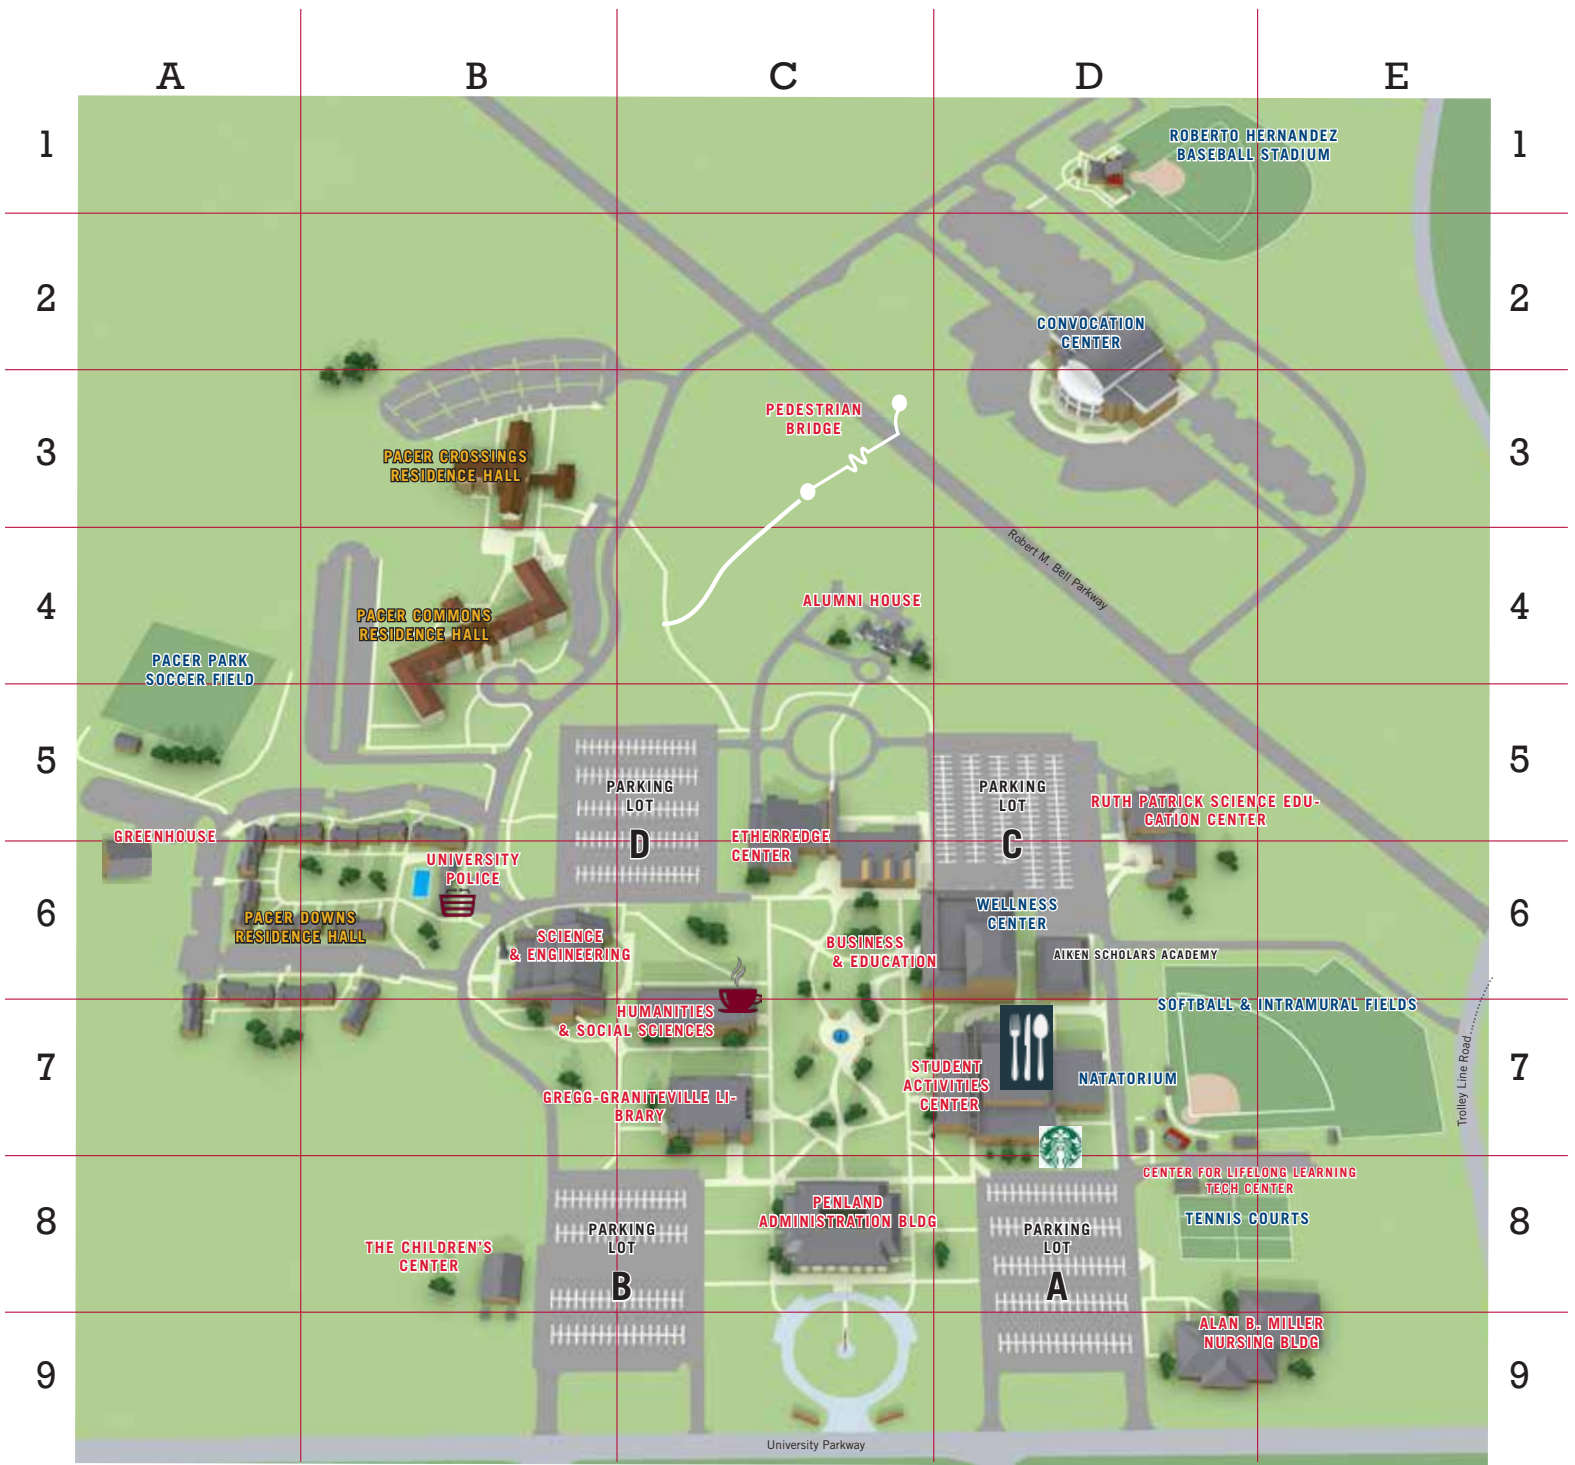 A B C D E
1 1
ROBERTO HERNANDEZ
BASEBALL STADIUM
2 2
CONVOCATION
CENTER
3 3
PEDESTRIAN
BRIDGE
PACER CROSSINGS
RESIDENCE HALL
Robert M. Bell Parkway
4 4
ALUMNI HOUSE
PACER COMMONS
RESIDENCE HALL
PACER PARK
SOCCER FIELD
5 5
PARKING
LOT
D
PARKING
LOT
C
RUTH PATRICK SCIENCE EDU-
CATION CENTER
GREENHOUSE
ETHERREDGE
CENTER
UNIVERSITY
POLICE
6 6
PACER DOWNS
RESIDENCE HALL
WELLNESS
CENTER
SCIENCE
& ENGINEERING
BUSINESS
& EDUCATION
AIKEN SCHOLARS ACADEMY
SOFTBALL & INTRAMURAL FIELDS
HUMANITIES
& SOCIAL SCIENCES
7 7
STUDENT
ACTIVITIES
CENTER
NATATORIUM
Trolley Line Road
GREGG-GRANITEVILLE LI-
BRARY
CENTER FOR LIFELONG LEARNING
TECH CENTER
8 8
PENLAND
ADMINISTRATION BLDG
TENNIS COURTS
PARKING
LOT
B
PARKING
LOT
A
THE CHILDREN'S
CENTER
ALAN B. MILLER
NURSING BLDG
9 9
University Parkway